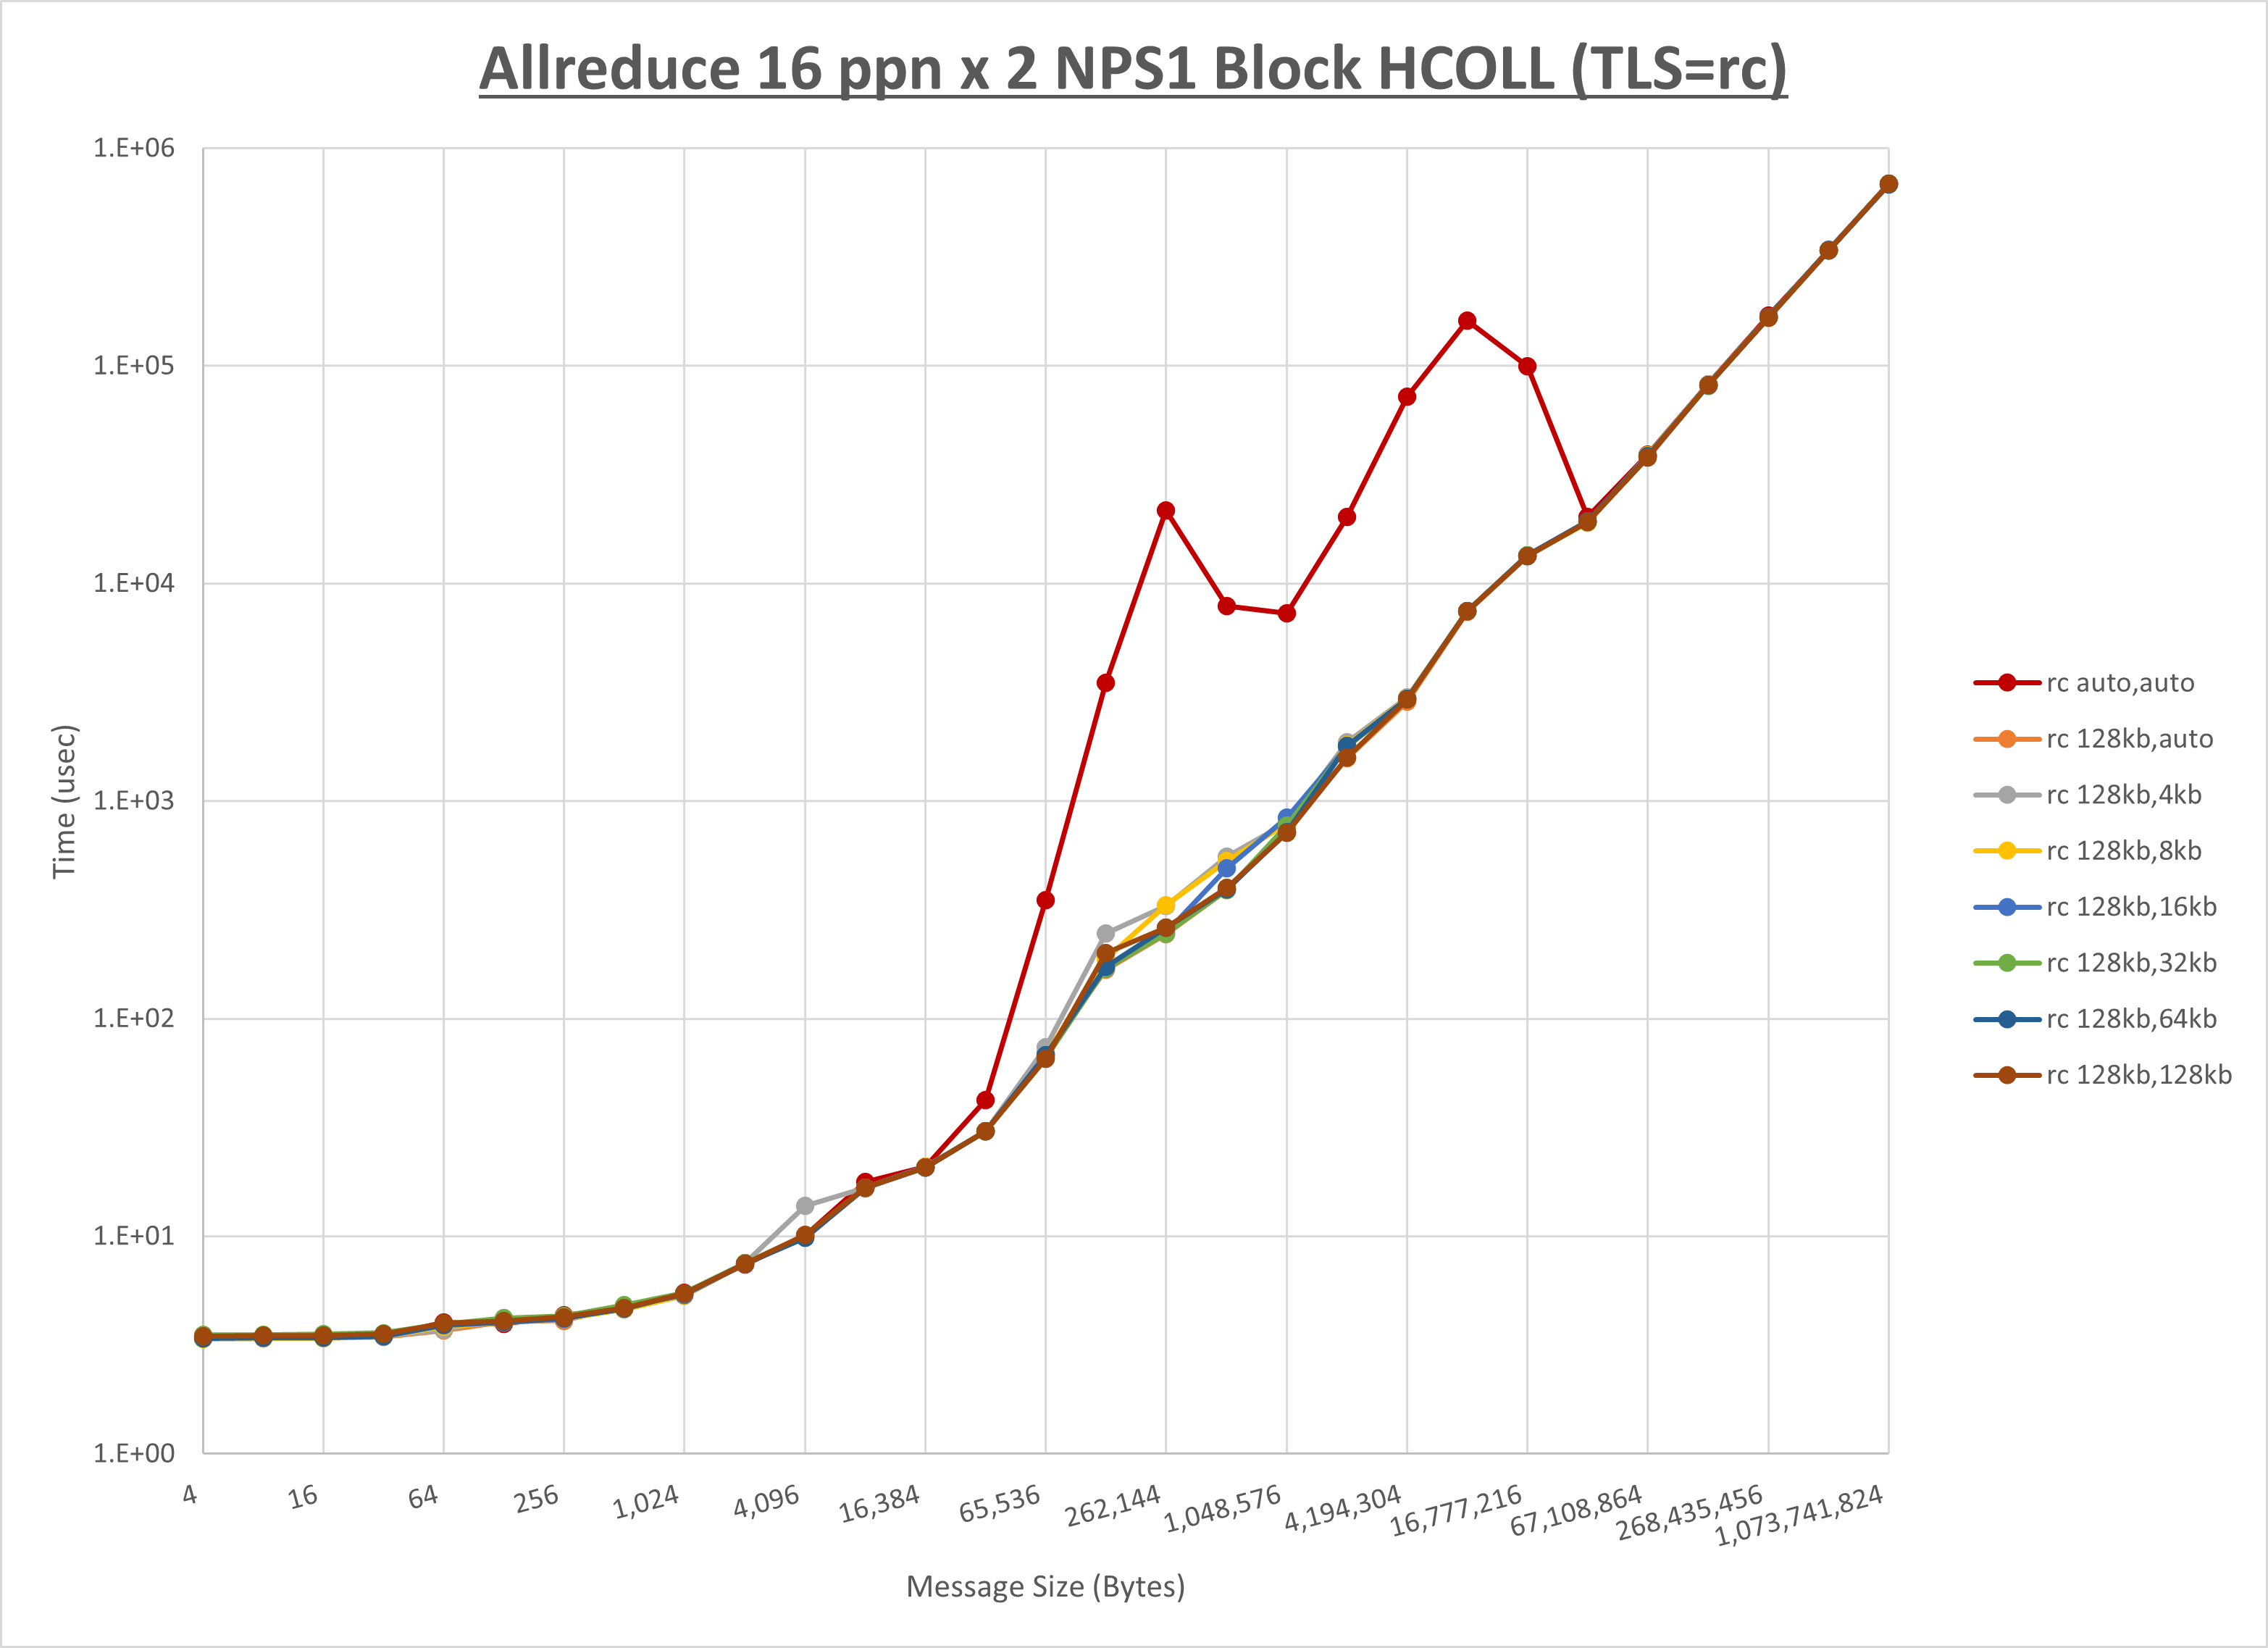 Allreduce 16 ppn x 2 NPS1 Block HCOLL (TLS=rc)
1.E+06
1.E+05
1.E+04
1.E+03
1.E+02
1.E+01
1.E+00
Time (usec)
4
16
64
256
1,024
4,096
16,384
65,536
262,144
1,048,576
4,194,304
16,777,216
67,108,864
268,435,456
1,073,741,824
Message Size (Bytes)
rc auto,auto
rc 128kb,auto
rc 128kb,4kb
rc 128kb,8kb
rc 128kb,16kb
rc 128kb,32kb
rc 128kb,64kb
rc 128kb,128kb